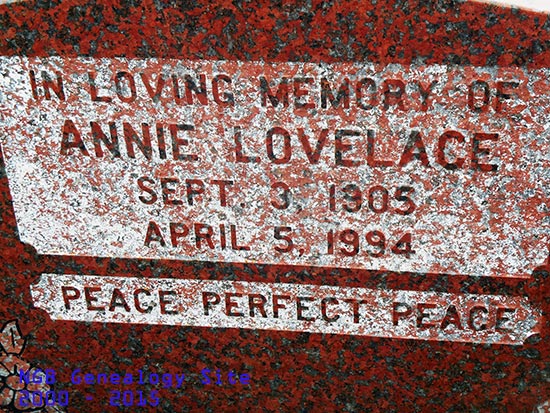 IN LOVING MEMORY OF
ANNIE LOVELACE
SEPT. 3, 1905
APRIL 5, 1994
PEACE PERFECT PEACE
NGB Genealogy Site
2000 - 2015